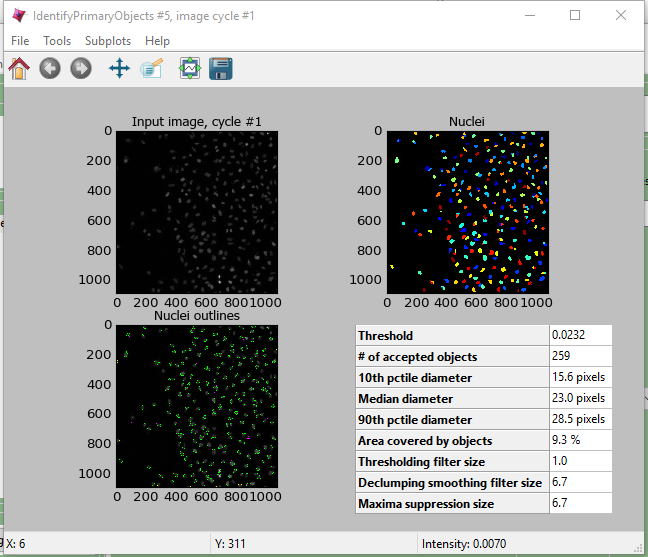 IdentifyPrimaryObjects #5, image cycle #1
File Tools Subplots Help
Input image, cycle #1
0
200
400
600
800
1000
0 200 400 600 800 1000
Nuclei
0
200
400
600
800
1000
0 200 400 600 800 1000
Nuclei outlines
0
200
400
600
800
1000
0 200 400 600 800 1000
Threshold 0.0232
# of accepted objects 259
10th pctile diameter 15.6 pixels
Median diameter 23.0 pixels
90th pctile diameter 28.5 pixels
Area covered by objects 9.3 %
Thresholding filter size 1.0
Declumping smoothing filter size 6.7
Maxima suppression size 6.7
X: 6 Y: 311 Intensity: 0.0070